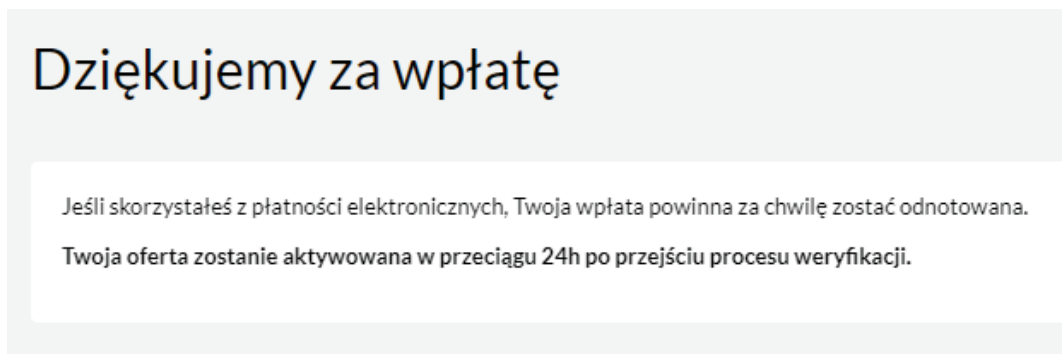 Dziękujemy za wpłatę
Jeśli skorzystałeś z płatności elektronicznych, Twoja wpłata powinna za chwilę zostać odnotowana.
Twoja oferta zostanie aktywowana w przeciągu 24h po przejściu procesu weryfikacji.